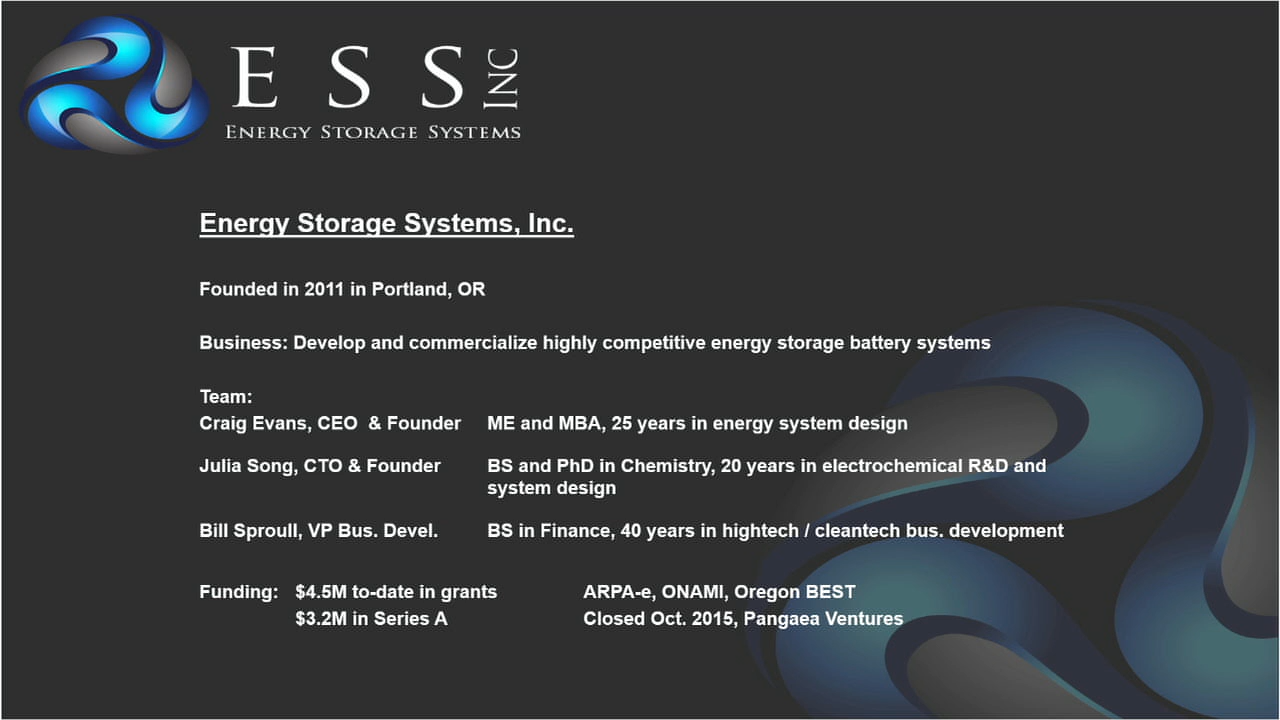 E S S INC
ENERGY STORAGE SYSTEMS
Energy Storage Systems, Inc.
Founded in 2011 in Portland, OR
Business: Develop and commercialize highly competitive energy storage battery systems
Team:
Craig Evans, CEO & Founder ME and MBA, 25 years in energy system design
Julia Song, CTO & Founder BS and PhD in Chemistry, 20 years in electrochemical R&D and
system design
Bill Sproull, VP Bus. Devel. BS in Finance, 40 years in hightech / cleantech bus. development
Funding: $4.5M to-date in grants ARPA-e, ONAMI, Oregon BEST
$3.2M in Series A Closed Oct. 2015, Pangaea Ventures